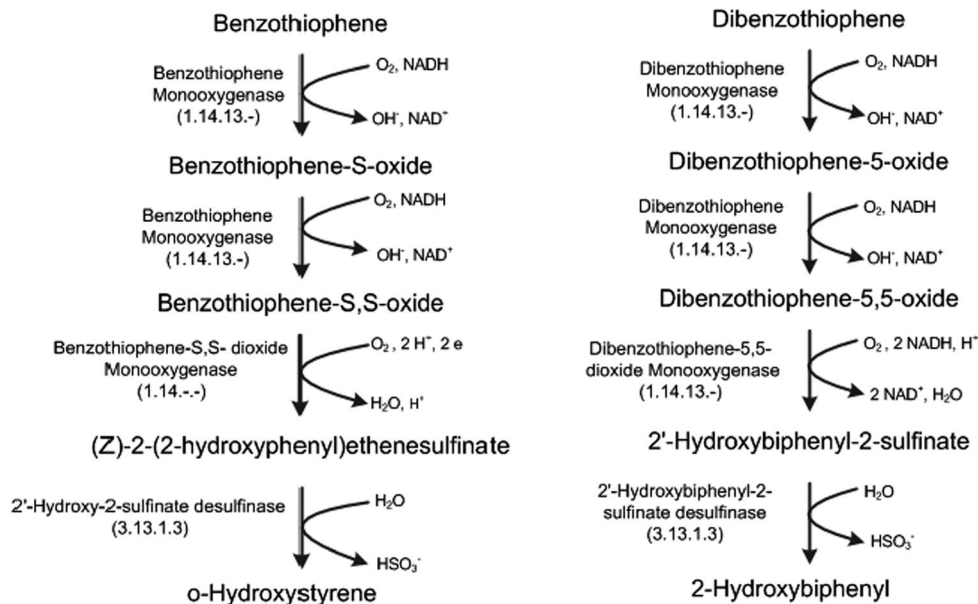 Benzothiophene
Benzothiophene
Monooxygenase
(1.14.13.-)
O₂, NADH
OH⁻, NAD⁺
Benzothiophene-S-oxide
Benzothiophene
Monooxygenase
(1.14.13.-)
O₂, NADH
OH⁻, NAD⁺
Benzothiophene-S,S-oxide
Benzothiophene-S,S- dioxide
Monooxygenase
(1.14.-.-)
O₂, 2 H⁺, 2 e
H₂O, H⁺
(Z)-2-(2-hydroxyphenyl)ethenesulfinate
2'-Hydroxy-2-sulfinate desulfinase
(3.13.1.3)
H₂O
HSO₃⁻
o-Hydroxystyrene
Dibenzothiophene
Dibenzothiophene
Monooxygenase
(1.14.13.-)
O₂, NADH
OH⁻, NAD⁺
Dibenzothiophene-5-oxide
Dibenzothiophene
Monooxygenase
(1.14.13.-)
O₂, NADH
OH⁻, NAD⁺
Dibenzothiophene-5,5-oxide
Dibenzothiophene-5,5-
dioxide Monooxygenase
(1.14.13.-)
O₂, 2 NADH, H⁺
2 NAD⁺, H₂O
2'-Hydroxybiphenyl-2-sulfinate
2'-Hydroxybiphenyl-2-
sulfinate desulfinase
(3.13.1.3)
H₂O
HSO₃⁻
2-Hydroxybiphenyl